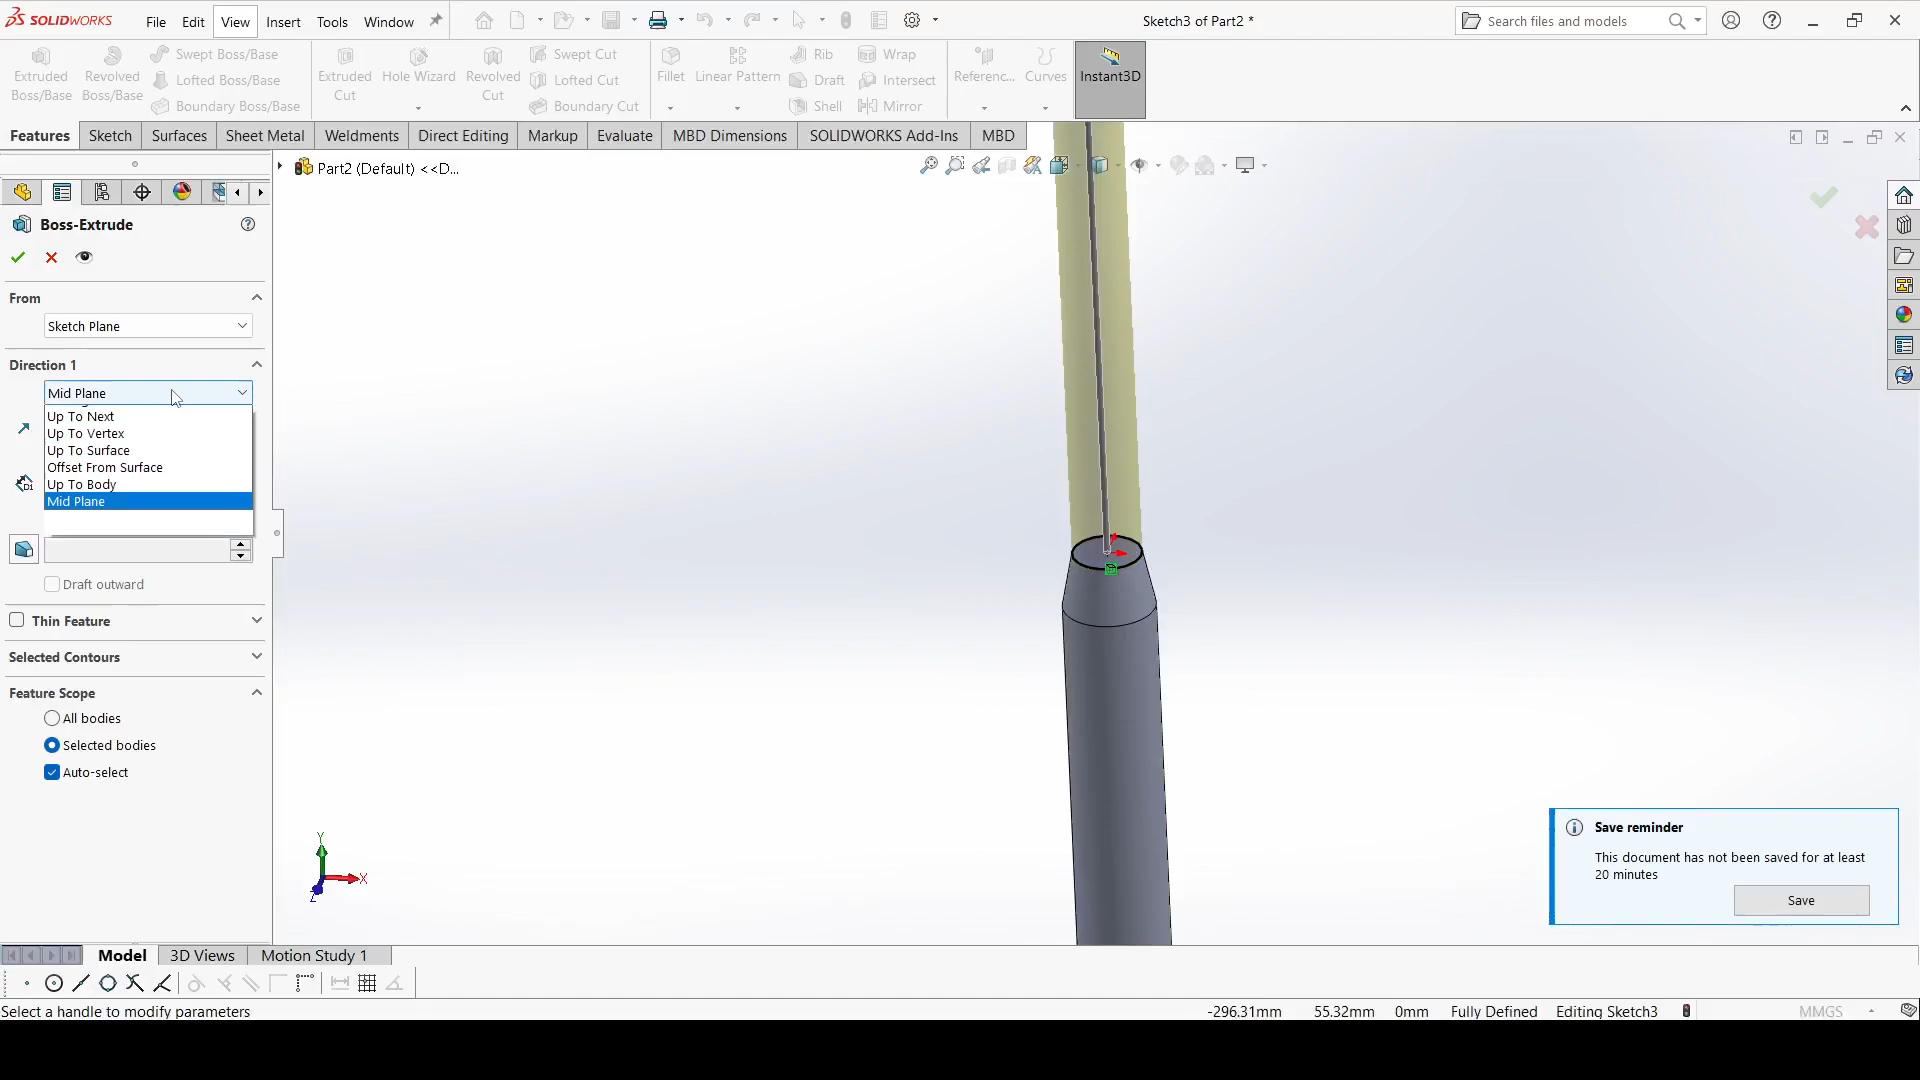 SOLIDWORKS File Edit View Insert Tools Window Sketch3 of Part2 * Search files and models
Extruded Boss/Base
Revolved Boss/Base
Swept Boss/Base
Lofted Boss/Base
Boundary Boss/Base
Extruded Cut
Hole Wizard
Revolved Cut
Swept Cut
Lofted Cut
Boundary Cut
Fillet
Linear Pattern
Rib
Draft
Shell
Wrap
Intersect
Mirror
Referenc...
Curves
Instant3D
Features Sketch Surfaces Sheet Metal Weldments Direct Editing Markup Evaluate MBD Dimensions SOLIDWORKS Add-Ins MBD
Part2 (Default) <<D...
Boss-Extrude
From
Sketch Plane
Direction 1
Mid Plane
Up To Next
Up To Vertex
Up To Surface
Offset From Surface
Up To Body
Mid Plane
Draft outward
Thin Feature
Selected Contours
Feature Scope
All bodies
Selected bodies
Auto-select
Y
X
Z
Save reminder
This document has not been saved for at least
20 minutes
Save
Model 3D Views Motion Study 1
Select a handle to modify parameters -296.31mm 55.32mm 0mm Fully Defined Editing Sketch3 MMGS